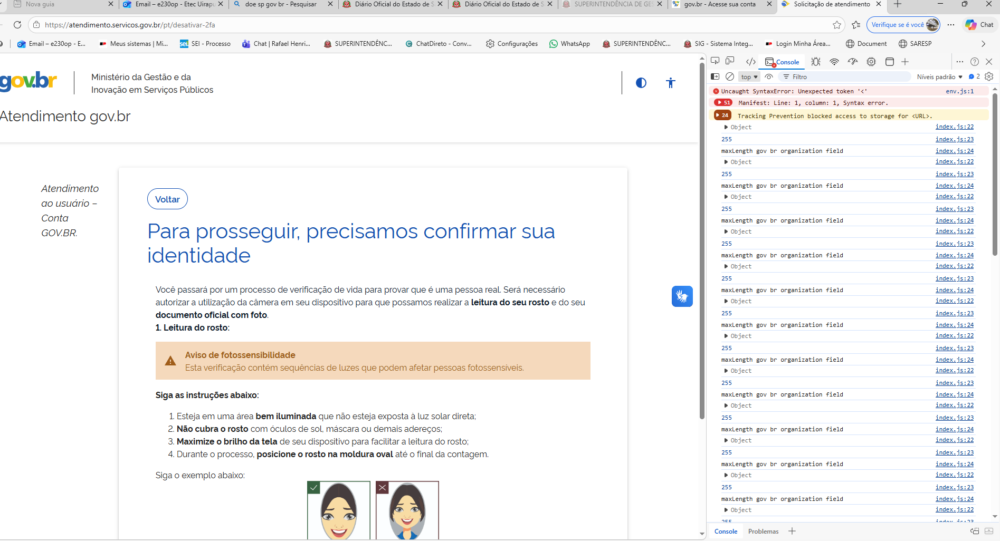 Nova guia
Email – e230op - Etec Uirapu
doe sp gov br - Pesquisar
Diário Oficial do Estado de S
Diário Oficial do Estado de S
SUPERINTENDÊNCIA DE GES
gov.br - Acesse sua conta
Solicitação de atendimento
https://atendimento.servicos.gov.br/pt/desativar-2fa
Verifique se é você
Chat
Email – e230op - E...
Meus sistemas | Mi...
SEI - Processo
Chat | Rafael Henri...
SUPERINTENDÊNC...
ChatDireto - Conv...
Configurações
WhatsApp
SUPERINTENDÊNC...
SIG - Sistema Integ...
Login Minha Área...
Document
SARESP
gov.br
Ministério da Gestão e da
Inovação em Serviços Públicos
Atendimento gov.br
Atendimento
ao usuário –
Conta
GOV.BR.
Voltar
Para prosseguir, precisamos confirmar sua
identidade
Você passará por um processo de verificação de vida para provar que é uma pessoa real. Será necessário
autorizar a utilização da câmera em seu dispositivo para que possamos realizar a leitura do seu rosto e do seu
documento oficial com foto.
1. Leitura do rosto:
Aviso de fotossensibilidade
Esta verificação contém sequências de luzes que podem afetar pessoas fotossensíveis.
Siga as instruções abaixo:
1. Esteja em uma área bem iluminada que não esteja exposta à luz solar direta;
2. Não cubra o rosto com óculos de sol, máscara ou demais adereços;
3. Maximize o brilho da tela de seu dispositivo para facilitar a leitura do rosto;
4. Durante o processo, posicione o rosto na moldura oval até o final da contagem.
Siga o exemplo abaixo:
Console
top
Filtro
Níveis padrão
2
Uncaught SyntaxError: Unexpected token '<' env.js:1
51 Manifest: Line: 1, column: 1, Syntax error.
24 Tracking Prevention blocked access to storage for <URL>.
Object index.js:22
255 index.js:23
maxLength gov br organization field index.js:24
Object index.js:22
255 index.js:23
maxLength gov br organization field index.js:24
Object index.js:22
255 index.js:23
maxLength gov br organization field index.js:24
Object index.js:22
255 index.js:23
maxLength gov br organization field index.js:24
Object index.js:22
255 index.js:23
maxLength gov br organization field index.js:24
Object index.js:22
255 index.js:23
maxLength gov br organization field index.js:24
Object index.js:22
255 index.js:23
maxLength gov br organization field index.js:24
Object index.js:22
255 index.js:23
maxLength gov br organization field index.js:24
Object index.js:22
255 index.js:23
maxLength gov br organization field index.js:24
Object index.js:22
255 index.js:23
maxLength gov br organization field index.js:24
Object index.js:22
255 index.js:23
maxLength gov br organization field index.js:24
Object index.js:22
255 index.js:23
Console
Problemas